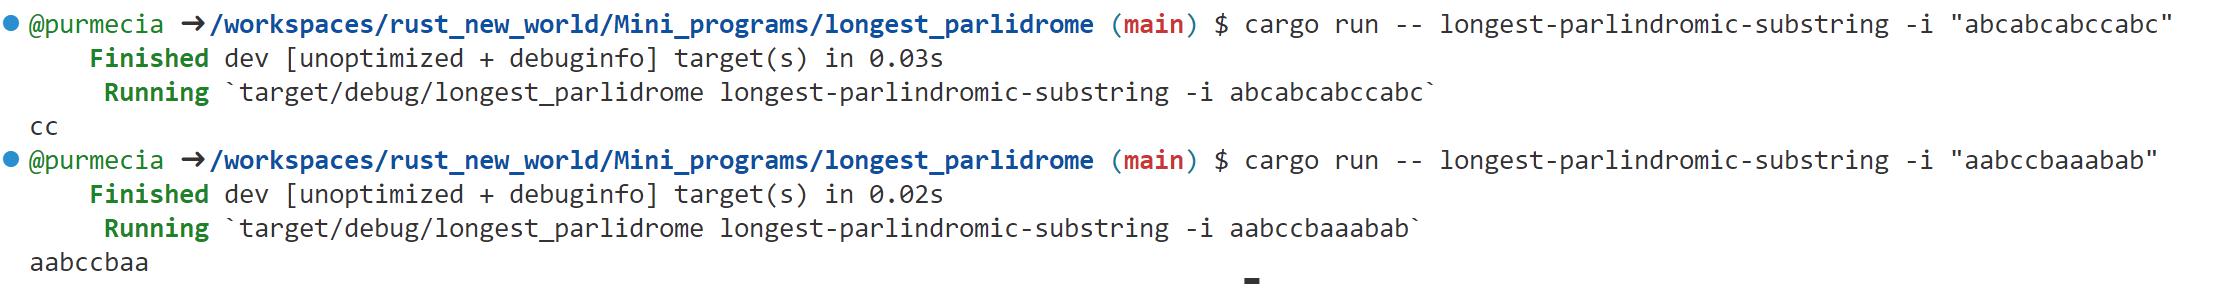 @purmecia ➜/workspaces/rust_new_world/Mini_programs/longest_parlidrome (main) $ cargo run -- longest-parlindromic-substring -i "abcabcabccabc"
Finished dev [unoptimized + debuginfo] target(s) in 0.03s
Running `target/debug/longest_parlidrome longest-parlindromic-substring -i abcabcabccabc`
cc
@purmecia ➜/workspaces/rust_new_world/Mini_programs/longest_parlidrome (main) $ cargo run -- longest-parlindromic-substring -i "aabccbaaabab"
Finished dev [unoptimized + debuginfo] target(s) in 0.02s
Running `target/debug/longest_parlidrome longest-parlindromic-substring -i aabccbaaabab`
aabccbaa